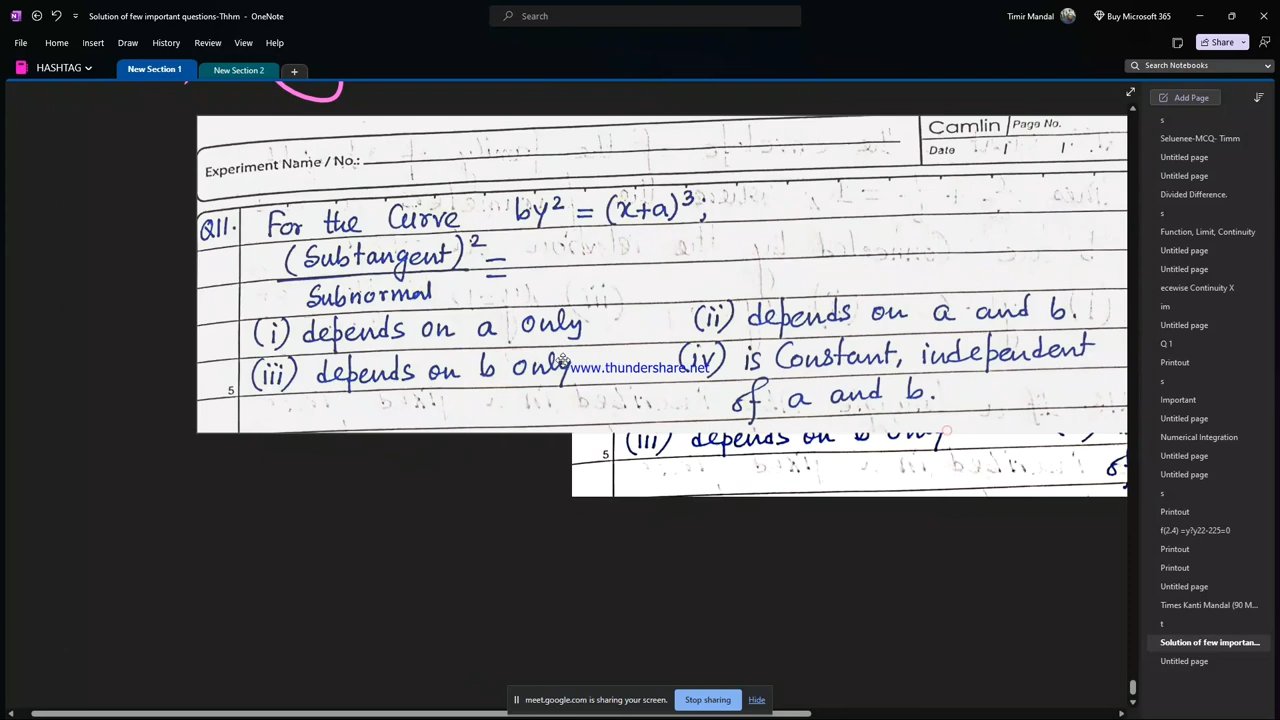 Solution of few important questions-Thhm - OneNote
Search
Timir Mandal
Buy Microsoft 365
File Home Insert Draw History Review View Help
Share
HASHTAG
New Section 1
New Section 2
Search Notebooks
Add Page
s
Seluenee-MCQ- Timm
Untitled page
Untitled page
Divided Difference.
s
Function, Limit, Continuity
Untitled page
Untitled page
ecewise Continuity X
im
Untitled page
Q 1
Printout
s
Important
Untitled page
Numerical Integration
Untitled page
Untitled page
s
Printout
f(2.4) =y?y22-225=0
Printout
Printout
Untitled page
Times Kanti Mandal (90 M...
t
Solution of few importan...
Untitled page
Experiment Name / No.:
Camlin
Page No.
Date
Q11. For the Curve by² = (x+a)³,
(Subtangent)² =
Subnormal
(i) depends on a only
(ii) depends on a and b.
(iii) depends on b only
(iv) is Constant, independent
of a and b.
5
www.thundershare.net
(iii) depends on b only
5
meet.google.com is sharing your screen.
Stop sharing
Hide